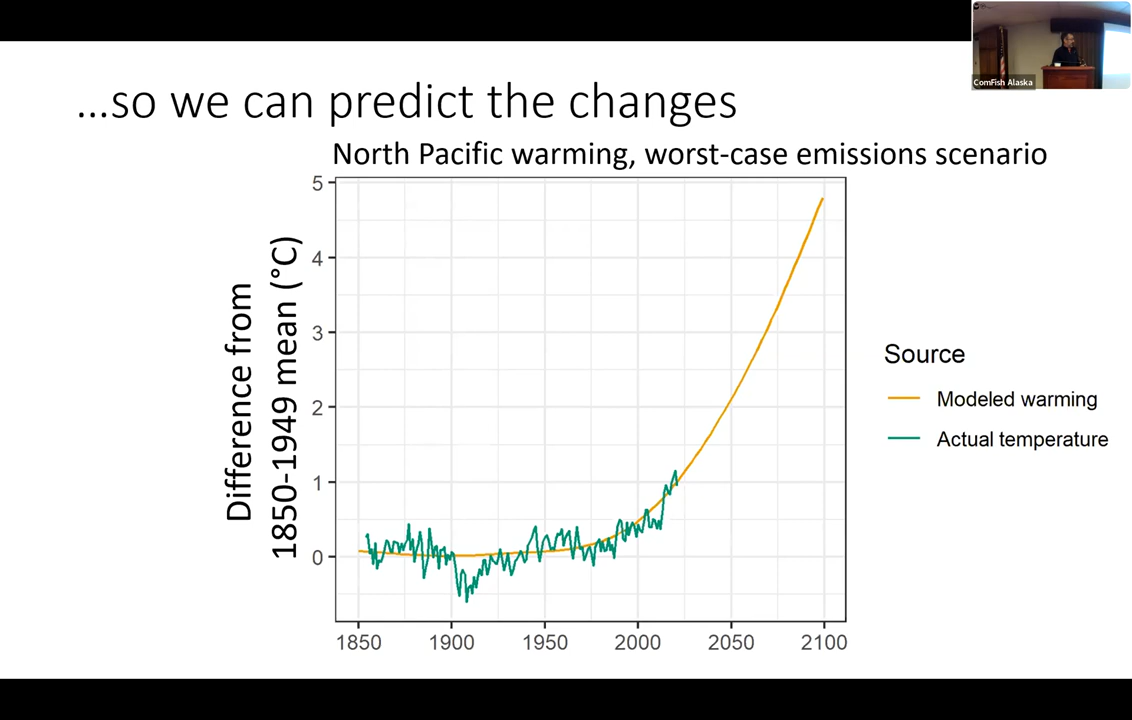 ComFish Alaska
...so we can predict the changes
North Pacific warming, worst-case emissions scenario
Difference from
1850-1949 mean (°C)
5
4
3
2
1
0
1850 1900 1950 2000 2050 2100
Source
Modeled warming
Actual temperature